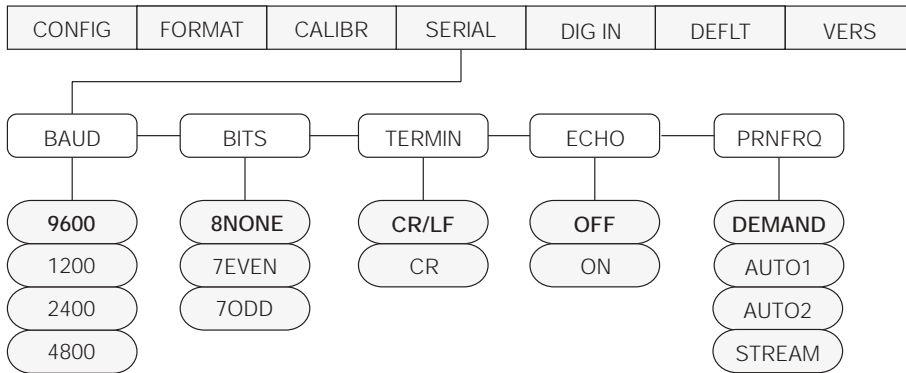 CONFIG FORMAT CALIBR SERIAL DIG IN DEFLT VERS
BAUD BITS TERMIN ECHO PRNFRQ
9600 8NONE CR/LF OFF DEMAND
1200 7EVEN CR ON AUTO1
2400 7ODD AUTO2
4800 STREAM